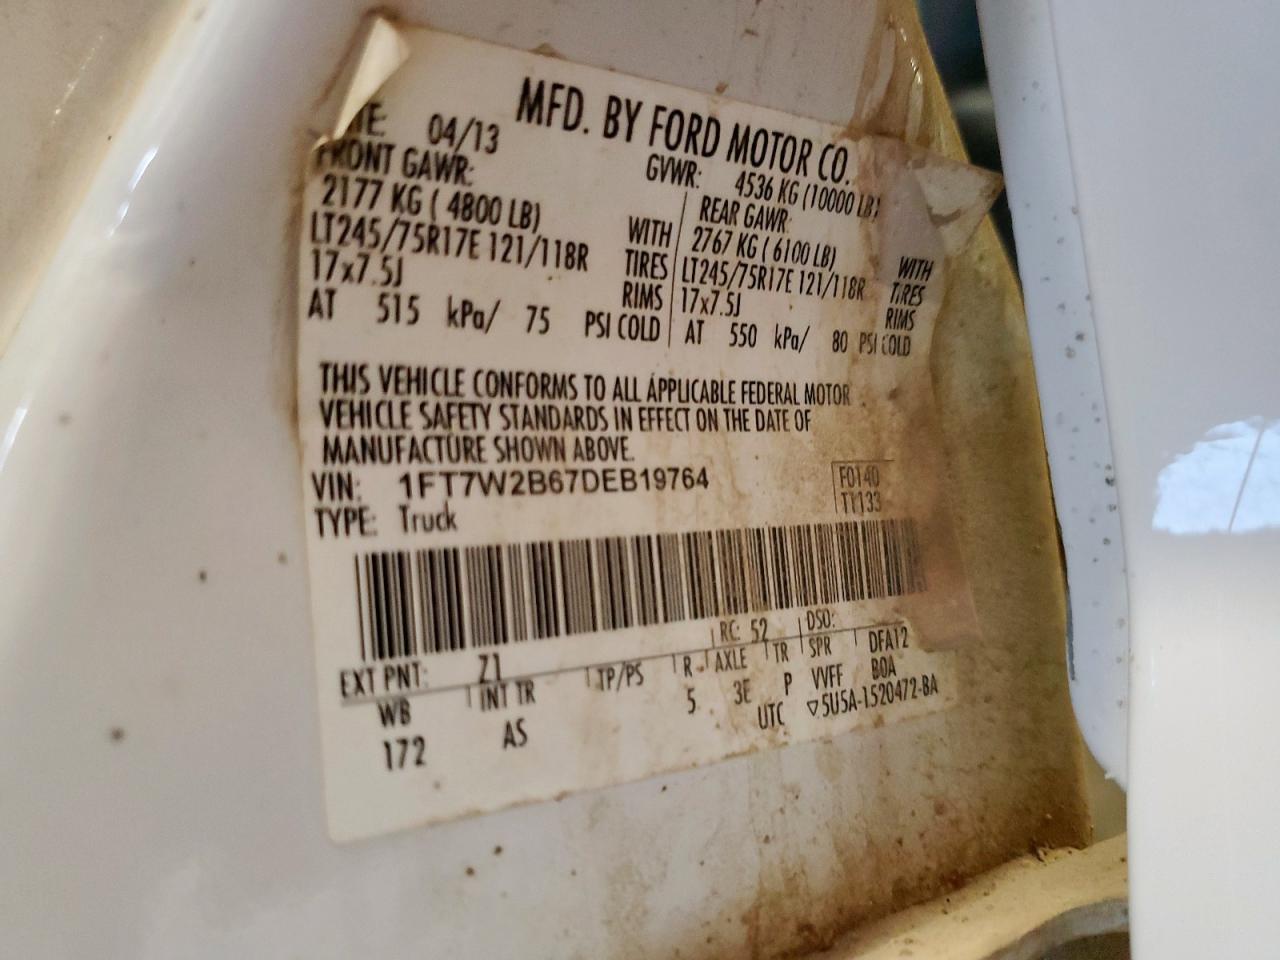 MFD. BY FORD MOTOR CO.
04/13
GVWR: 4536 KG (10000 LB)
FRONT GAWR:
2177 KG ( 4800 LB)
LT245/75R17E 121/118R
17x7.5J
AT 515 kPa/ 75 PSI COLD
WITH
TIRES
RIMS
REAR GAWR:
2767 KG ( 6100 LB)
LT245/75R17E 121/118R
17x7.5J
AT 550 kPa/ 80 PSI COLD
WITH
TIRES
RIMS
THIS VEHICLE CONFORMS TO ALL APPLICABLE FEDERAL MOTOR
VEHICLE SAFETY STANDARDS IN EFFECT ON THE DATE OF
MANUFACTURE SHOWN ABOVE.
VIN: 1FT7W2B67DEB19764
TYPE: Truck
F0140
T1133
EXT PNT: Z1 RC: 52 DSO:
WB INT TR TP/PS R AXLE TR SPR DFA12
172 AS 5 3E P VVFF BOA
UTC ▽5U5A-1520472-BA